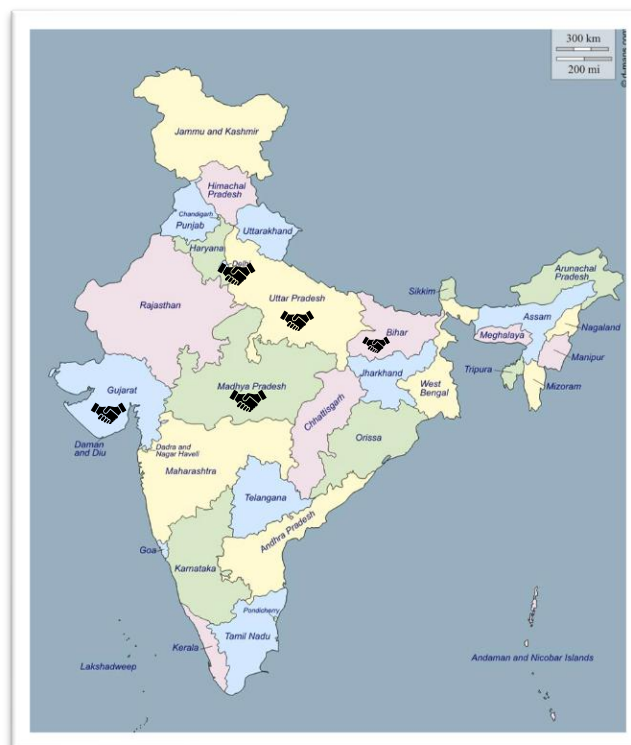 300 km
200 mi
© d-maps.com
Jammu and Kashmir
Himachal
Pradesh
Chandigarh
Punjab
Uttarakhand
Haryana
Delhi
Arunachal
Pradesh
Sikkim
Rajasthan
Uttar Pradesh
Assam
Bihar
Nagaland
Meghalaya
Manipur
Tripura
Jharkhand
Gujarat
Madhya Pradesh
West
Bengal
Mizoram
Chhattisgarh
Orissa
Daman
and Diu
Dadra and
Nagar Haveli
Maharashtra
Telangana
Andhra Pradesh
Goa
Karnataka
Pondicherry
Tamil Nadu
Kerala
Lakshadweep
Andaman and Nicobar Islands